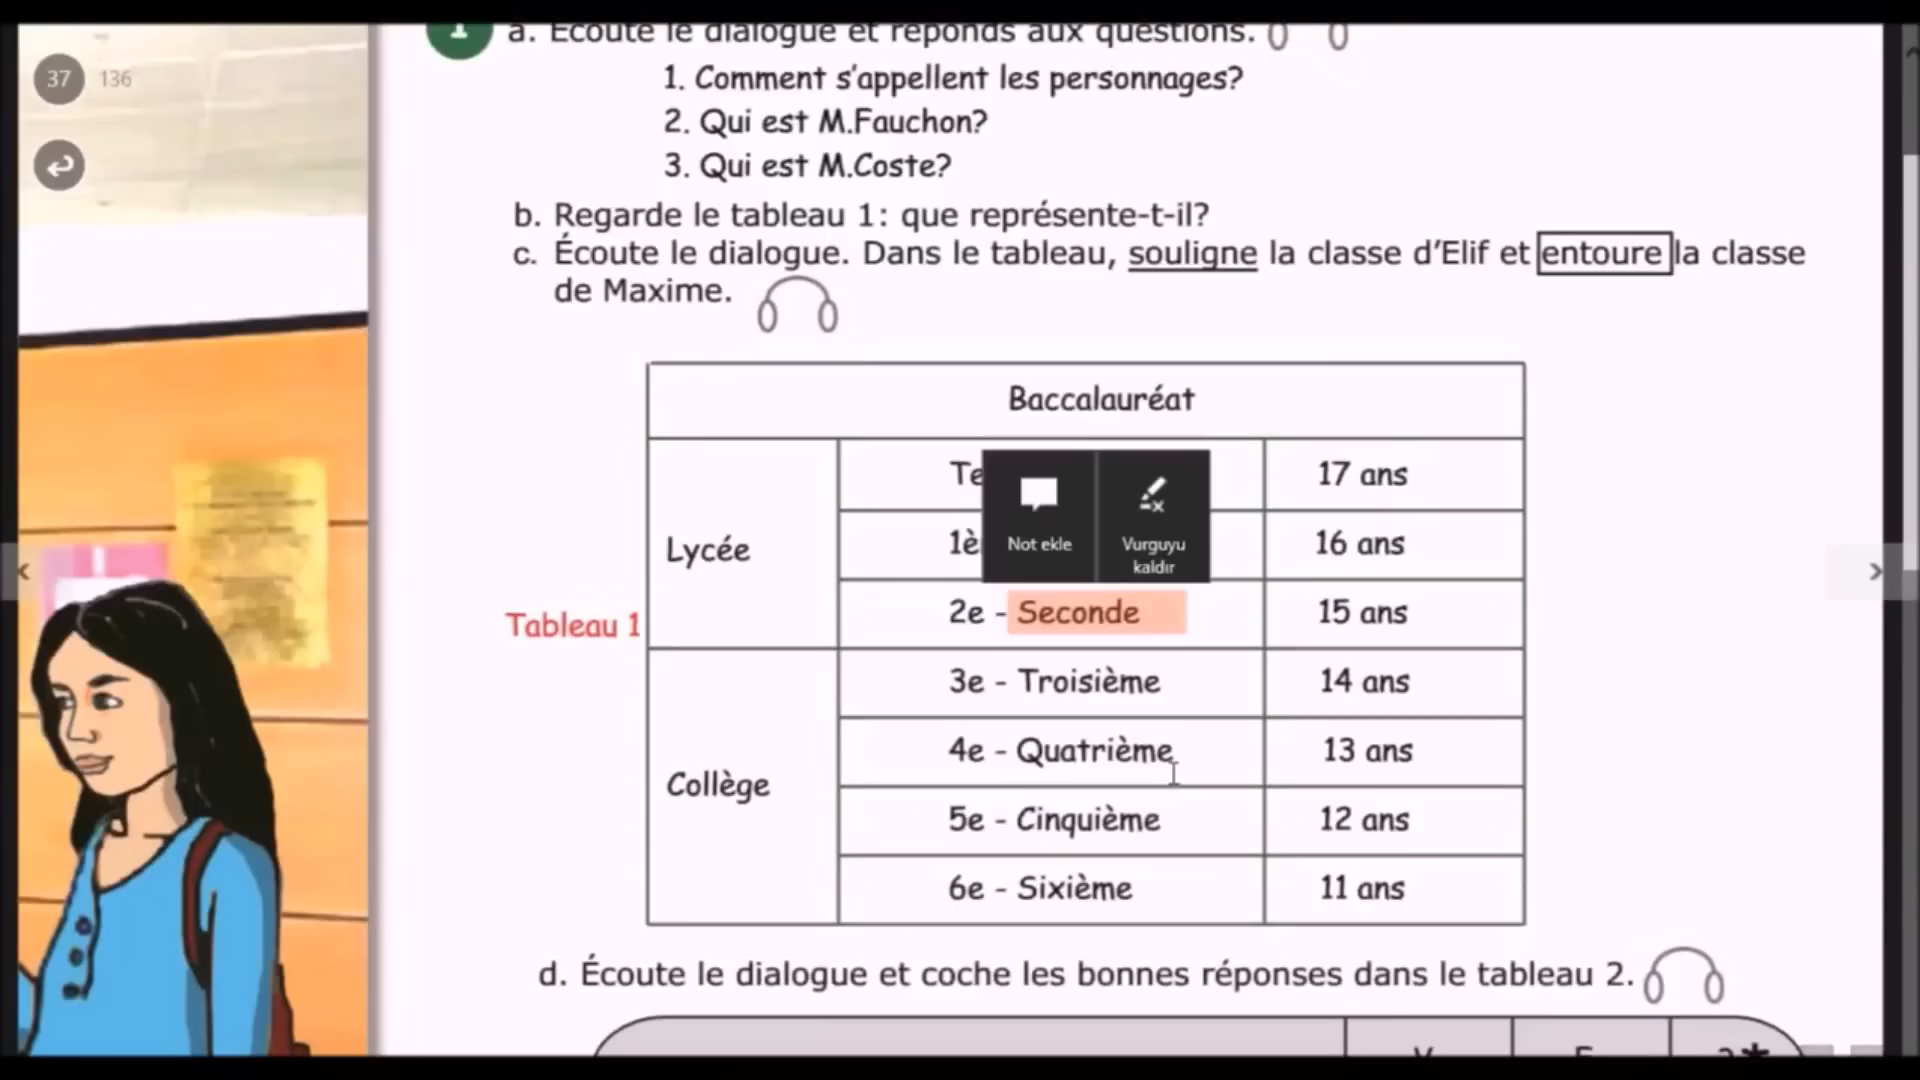 37 136
1 a. Écoute le dialogue et réponds aux questions.
1. Comment s'appellent les personnages?
2. Qui est M.Fauchon?
3. Qui est M.Coste?
b. Regarde le tableau 1: que représente-t-il?
c. Écoute le dialogue. Dans le tableau, souligne la classe d'Elif et entoure la classe
de Maxime.
Baccalauréat
Te 17 ans
Not ekle
Vurguyu
kaldır
Lycée
1è 16 ans
2e - Seconde 15 ans
Tableau 1
3e - Troisième 14 ans
4e - Quatrième 13 ans
Collège
5e - Cinquième 12 ans
6e - Sixième 11 ans
d. Écoute le dialogue et coche les bonnes réponses dans le tableau 2.